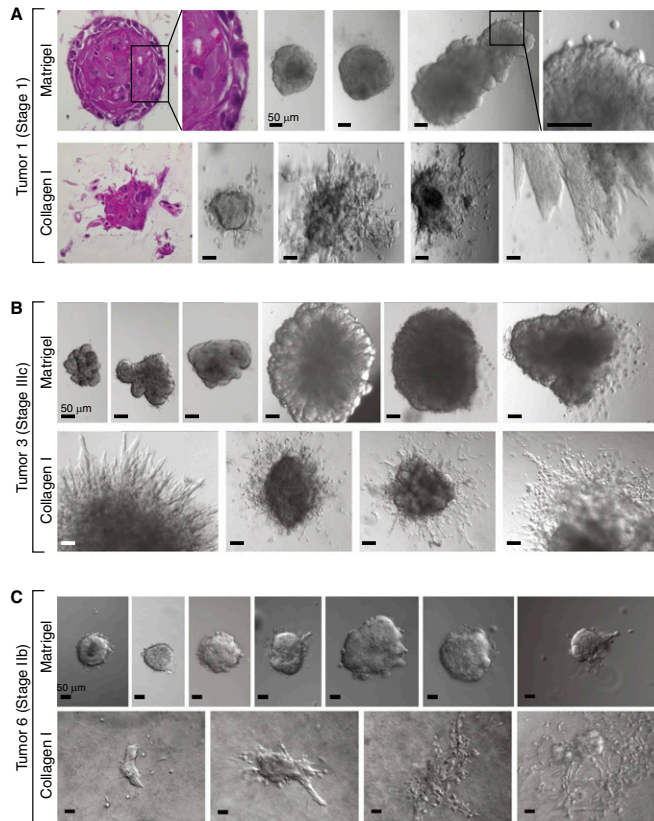 A
Tumor 1 (Stage 1)
Matrigel
50 μm
Collagen I
B
Tumor 3 (Stage IIIc)
Matrigel
50 μm
Collagen I
C
Tumor 6 (Stage IIb)
Matrigel
50 μm
Collagen I